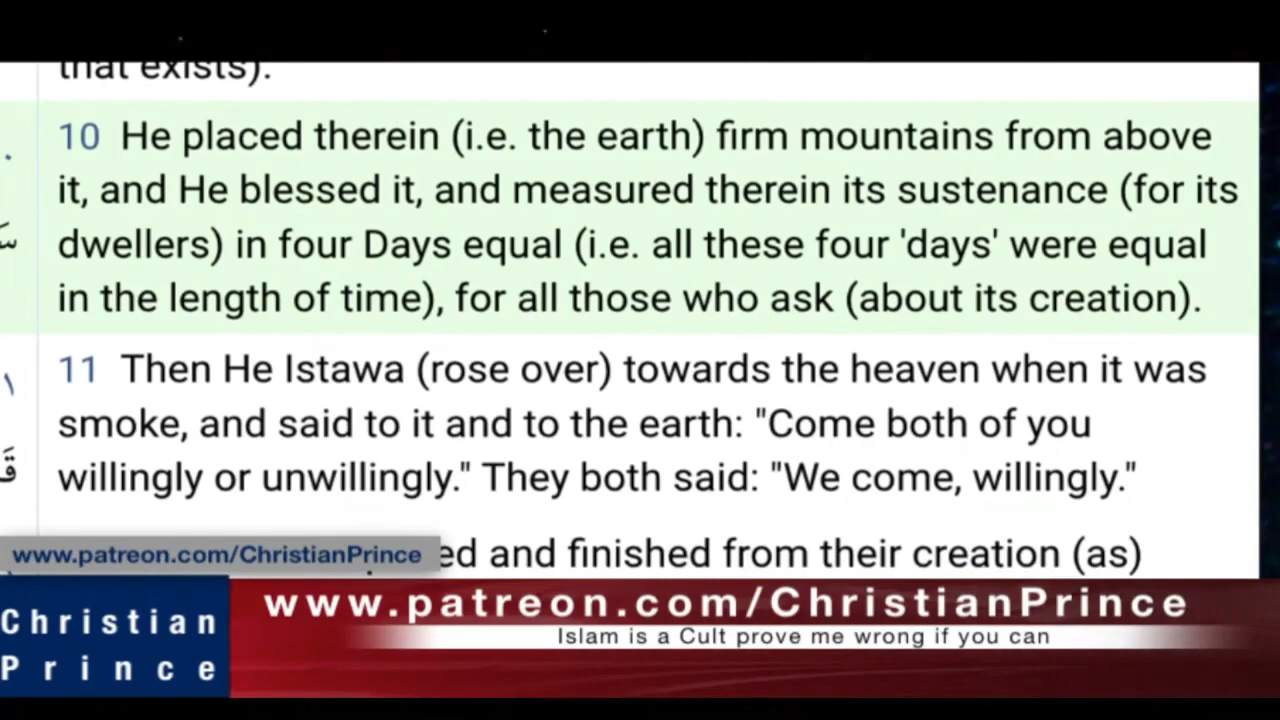 that exists).
10 He placed therein (i.e. the earth) firm mountains from above
it, and He blessed it, and measured therein its sustenance (for its
dwellers) in four Days equal (i.e. all these four 'days' were equal
in the length of time), for all those who ask (about its creation).
11 Then He Istawa (rose over) towards the heaven when it was
smoke, and said to it and to the earth: "Come both of you
willingly or unwillingly." They both said: "We come, willingly."
and finished from their creation (as)
www.patreon.com/ChristianPrince
www.patreon.com/ChristianPrince
Islam is a Cult prove me wrong if you can
Christian
Prince